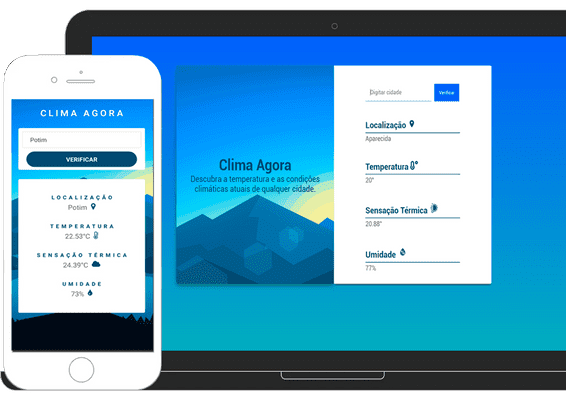 CLIMA AGORA
Potim
VERIFICAR
LOCALIZAÇÃO
Potim
TEMPERATURA
22.53°C
SENSAÇÃO TÉRMICA
24.39°C
UMIDADE
73%
Clima Agora
Descubra a temperatura e as condições
climáticas atuais de qualquer cidade.
Digitar cidade
Verificar
Localização
Aparecida
Temperatura
20°
Sensação Térmica
20.88°
Umidade
77%